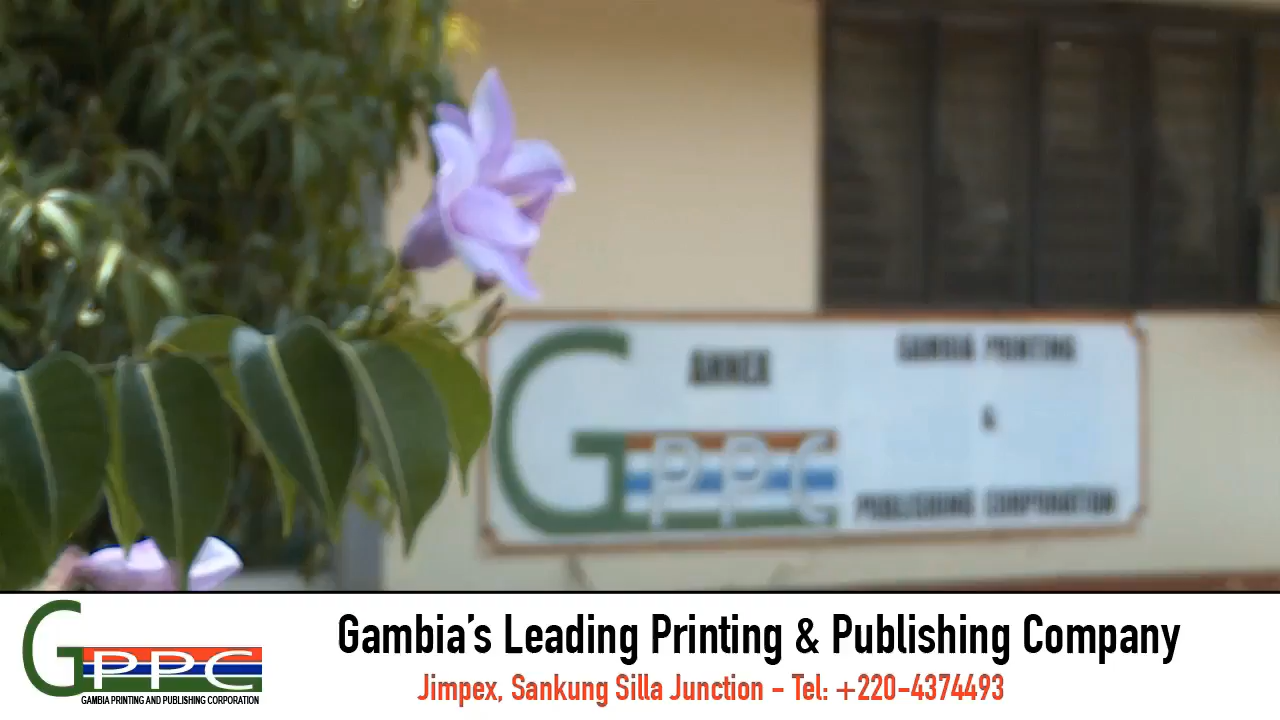 ANNEX
GAMBIA PRINTING
&
PUBLISHING CORPORATION
GPPC
Gambia's Leading Printing & Publishing Company
Jimpex, Sankung Silla Junction - Tel: +220-4374493
GPPC
GAMBIA PRINTING AND PUBLISHING CORPORATION